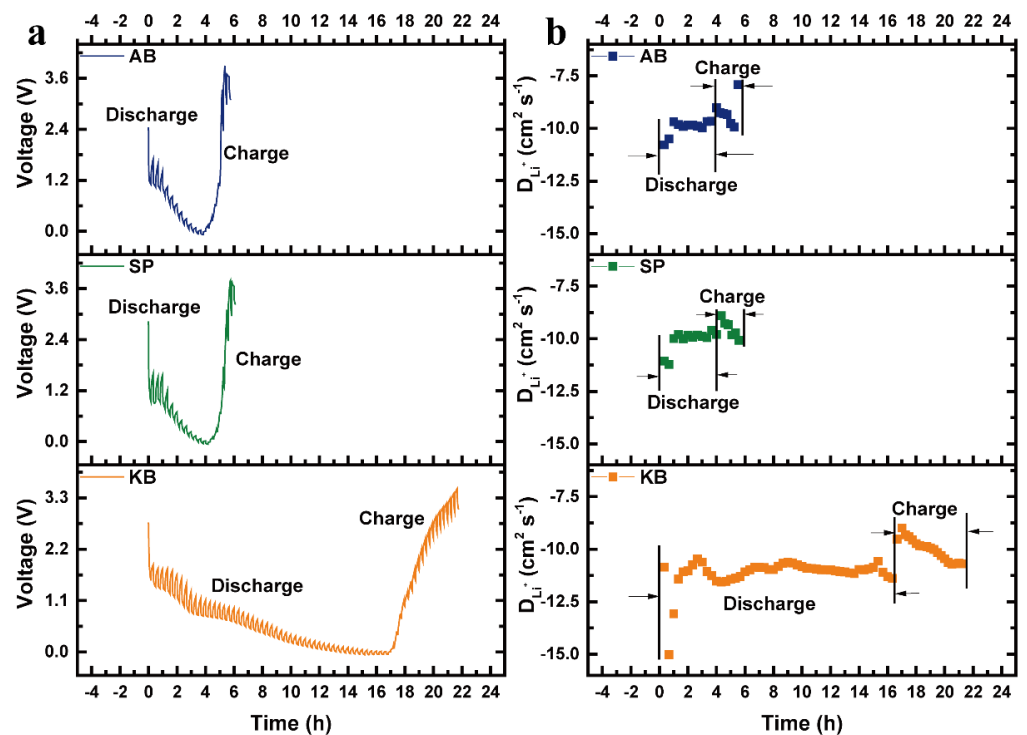 a
-4 -2 0 2 4 6 8 10 12 14 16 18 20 22 24
AB
Voltage (V)
3.6
2.4
1.2
0.0
Discharge
Charge
SP
Voltage (V)
3.6
2.4
1.2
0.0
Discharge
Charge
KB
Voltage (V)
3.3
2.2
1.1
0.0
Discharge
Charge
-4 -2 0 2 4 6 8 10 12 14 16 18 20 22 24
Time (h)
b
-4 -2 0 2 4 6 8 10 12 14 16 18 20 22 24
AB
D_Li⁺ (cm² s⁻¹)
-7.5
-10.0
-12.5
-15.0
Charge
Discharge
SP
D_Li⁺ (cm² s⁻¹)
-7.5
-10.0
-12.5
-15.0
Charge
Discharge
KB
D_Li⁺ (cm² s⁻¹)
-7.5
-10.0
-12.5
-15.0
Charge
Discharge
-4 -2 0 2 4 6 8 10 12 14 16 18 20 22 24
Time (h)